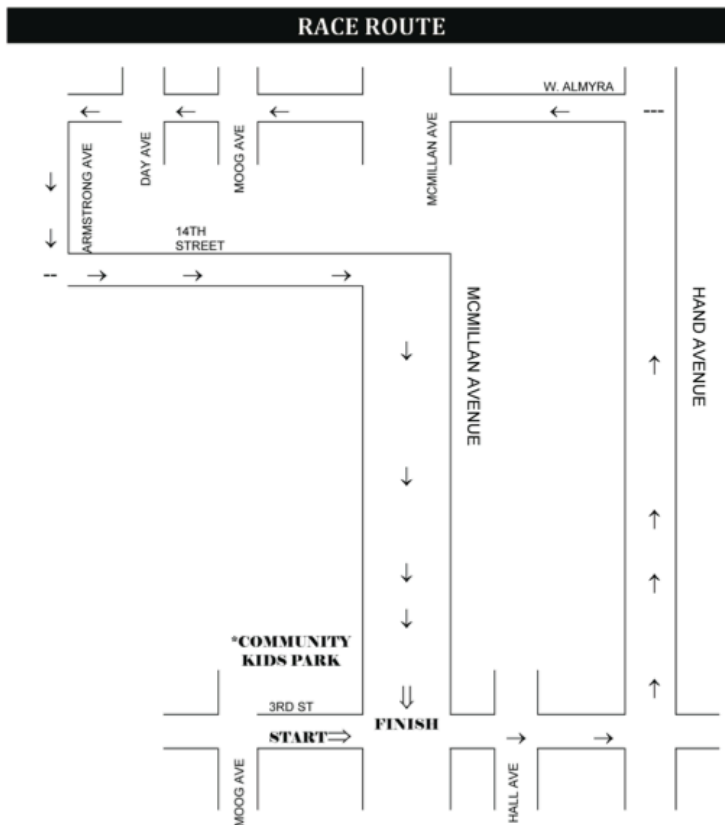 RACE ROUTE
W. ALMYRA
ARMSTRONG AVE
DAY AVE
MOOG AVE
MCMILLAN AVE
14TH
STREET
MCMILLAN AVENUE
HAND AVENUE
*COMMUNITY
KIDS PARK
3RD ST
FINISH
START
MOOG AVE
HALL AVE